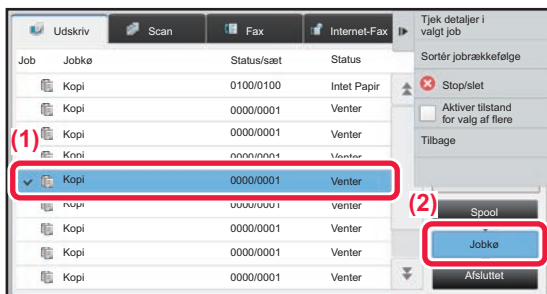 Udskriv Scan Fax Internet-Fax
Job Jobkø Status/sæt Status
Kopi 0100/0100 Intet Papir
Kopi 0000/0001 Venter
Kopi 0000/0001 Venter
(1)
Kopi 0000/0001 Venter
Kopi 0000/0001 Venter
Kopi 0000/0001 Venter
Kopi 0000/0001 Venter
Kopi 0000/0001 Venter
Kopi 0000/0001 Venter
Tjek detaljer i
valgt job
Sortér jobrækkefølge
Stop/slet
Aktiver tilstand
for valg af flere
Tilbage
(2)
Spool
Jobkø
Afsluttet